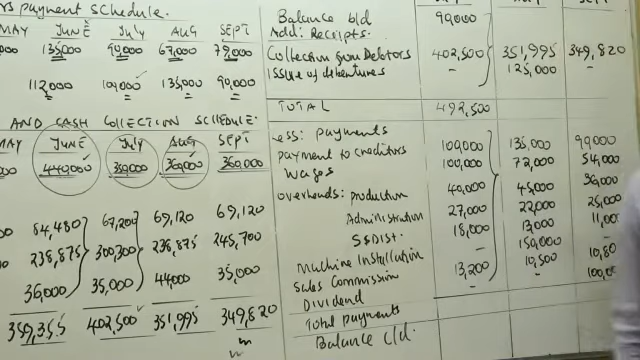 RS payment Schedule.
MAY JUNE July AUG SEPT
000 135,000 90,000 67,000 79,000
112,000 135,000 90,000
AND CASH COLLECTION SCHEDULE.
MAY JUNE July AUG SEPT
000 440,000 350,000 360,000 360,000
84,480 67,200 69,120 69,120
238,875 300,300 238,875 245,700
36,000 35,000 44000 35,000
359,355 402,500 351,995 349,820
Balance b/d 90,000
Add: Receipts.
Collection from Debtors 402,500 351,995 349,820
Issue of debentures - 125,000 -
TOTAL 492,500
Less: payments
payment to creditors 109,000 135,000 90,000
Wages 100,000 72,000 54,000
overheads: production 40,000 45,000
Administration 27,000 22,000 25,000
S&Dist. 18,000 13,000 11,00
Machine Installation - 150,000
Sales Commission 13,200 10,500 10,80
Dividend - - 100,00
Total payments
Balance c/d.